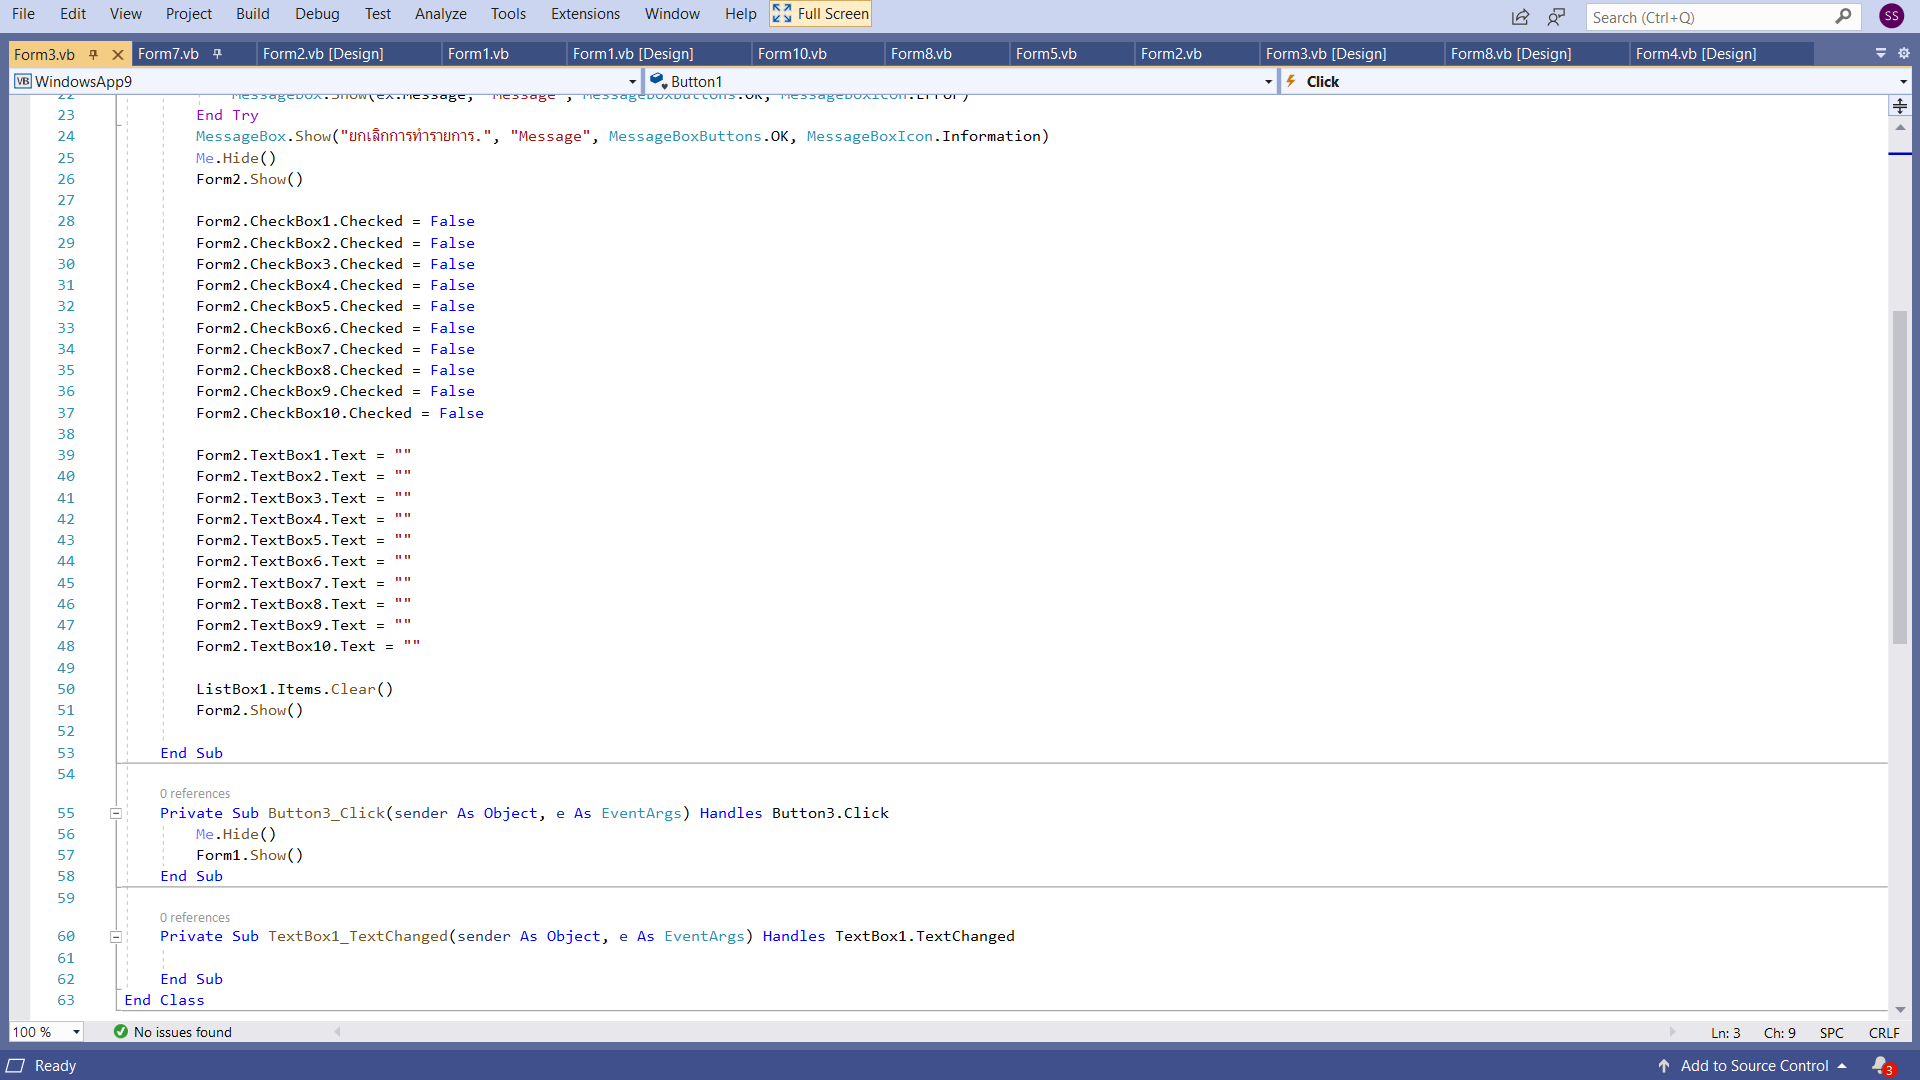 File Edit View Project Build Debug Test Analyze Tools Extensions Window Help Full Screen Search (Ctrl+Q) SS
Form3.vb Form7.vb Form2.vb [Design] Form1.vb Form1.vb [Design] Form10.vb Form8.vb Form5.vb Form2.vb Form3.vb [Design] Form8.vb [Design] Form4.vb [Design]
VB WindowsApp9 Button1 Click
22 MessageBox.Show(ex.Message, "Message", MessageBoxButtons.OK, MessageBoxIcon.Error)
23 End Try
24 MessageBox.Show("ยกเลิกการทำรายการ.", "Message", MessageBoxButtons.OK, MessageBoxIcon.Information)
25 Me.Hide()
26 Form2.Show()
27
28 Form2.CheckBox1.Checked = False
29 Form2.CheckBox2.Checked = False
30 Form2.CheckBox3.Checked = False
31 Form2.CheckBox4.Checked = False
32 Form2.CheckBox5.Checked = False
33 Form2.CheckBox6.Checked = False
34 Form2.CheckBox7.Checked = False
35 Form2.CheckBox8.Checked = False
36 Form2.CheckBox9.Checked = False
37 Form2.CheckBox10.Checked = False
38
39 Form2.TextBox1.Text = ""
40 Form2.TextBox2.Text = ""
41 Form2.TextBox3.Text = ""
42 Form2.TextBox4.Text = ""
43 Form2.TextBox5.Text = ""
44 Form2.TextBox6.Text = ""
45 Form2.TextBox7.Text = ""
46 Form2.TextBox8.Text = ""
47 Form2.TextBox9.Text = ""
48 Form2.TextBox10.Text = ""
49
50 ListBox1.Items.Clear()
51 Form2.Show()
52
53 End Sub
54
0 references
55 Private Sub Button3_Click(sender As Object, e As EventArgs) Handles Button3.Click
56 Me.Hide()
57 Form1.Show()
58 End Sub
59
0 references
60 Private Sub TextBox1_TextChanged(sender As Object, e As EventArgs) Handles TextBox1.TextChanged
61
62 End Sub
63 End Class
100 % No issues found Ln: 3 Ch: 9 SPC CRLF
Ready Add to Source Control 3